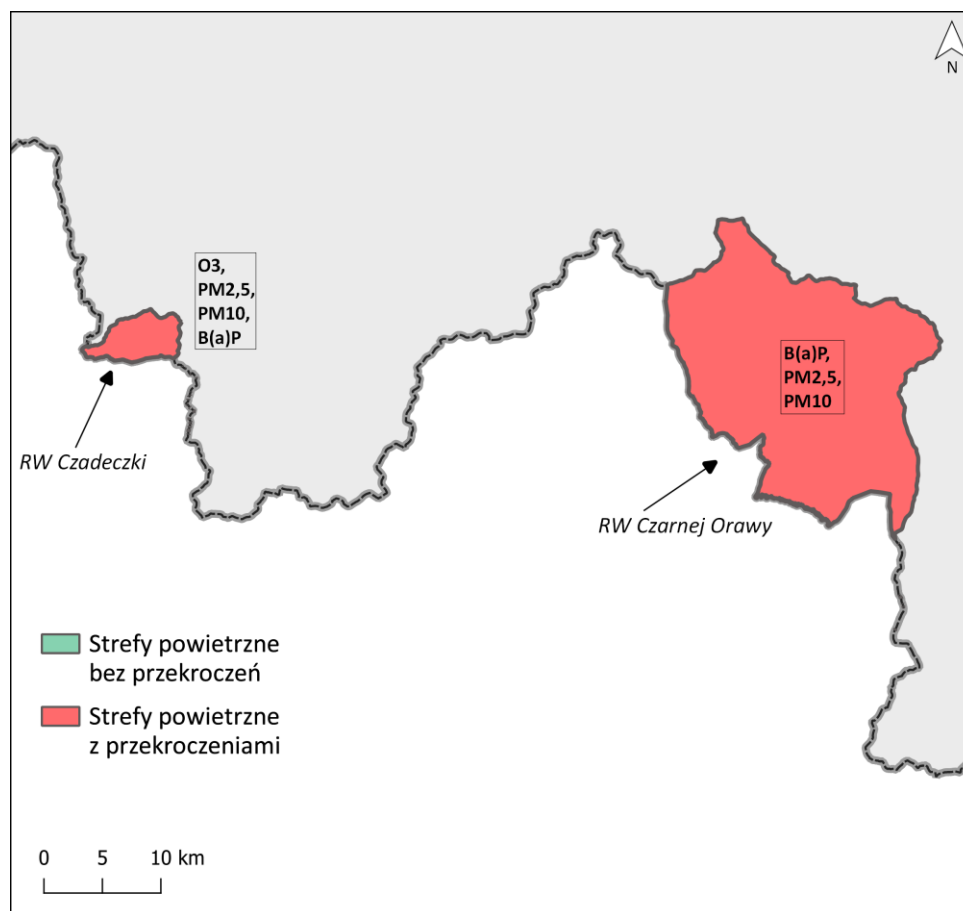 N
O3,
PM2,5,
PM10,
B(a)P
B(a)P,
PM2,5,
PM10
RW Czadeczki
RW Czarnej Orawy
Strefy powietrzne
bez przekroczeń
Strefy powietrzne
z przekroczeniami
0 5 10 km